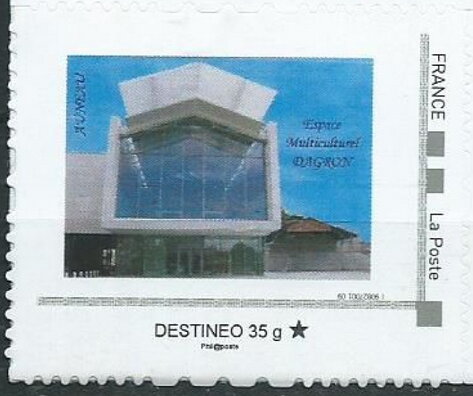 AUNEAU
Espace
Multiculturel
DAGRON
FRANCE
La Poste
DESTINEO 35 g
Phil@poste